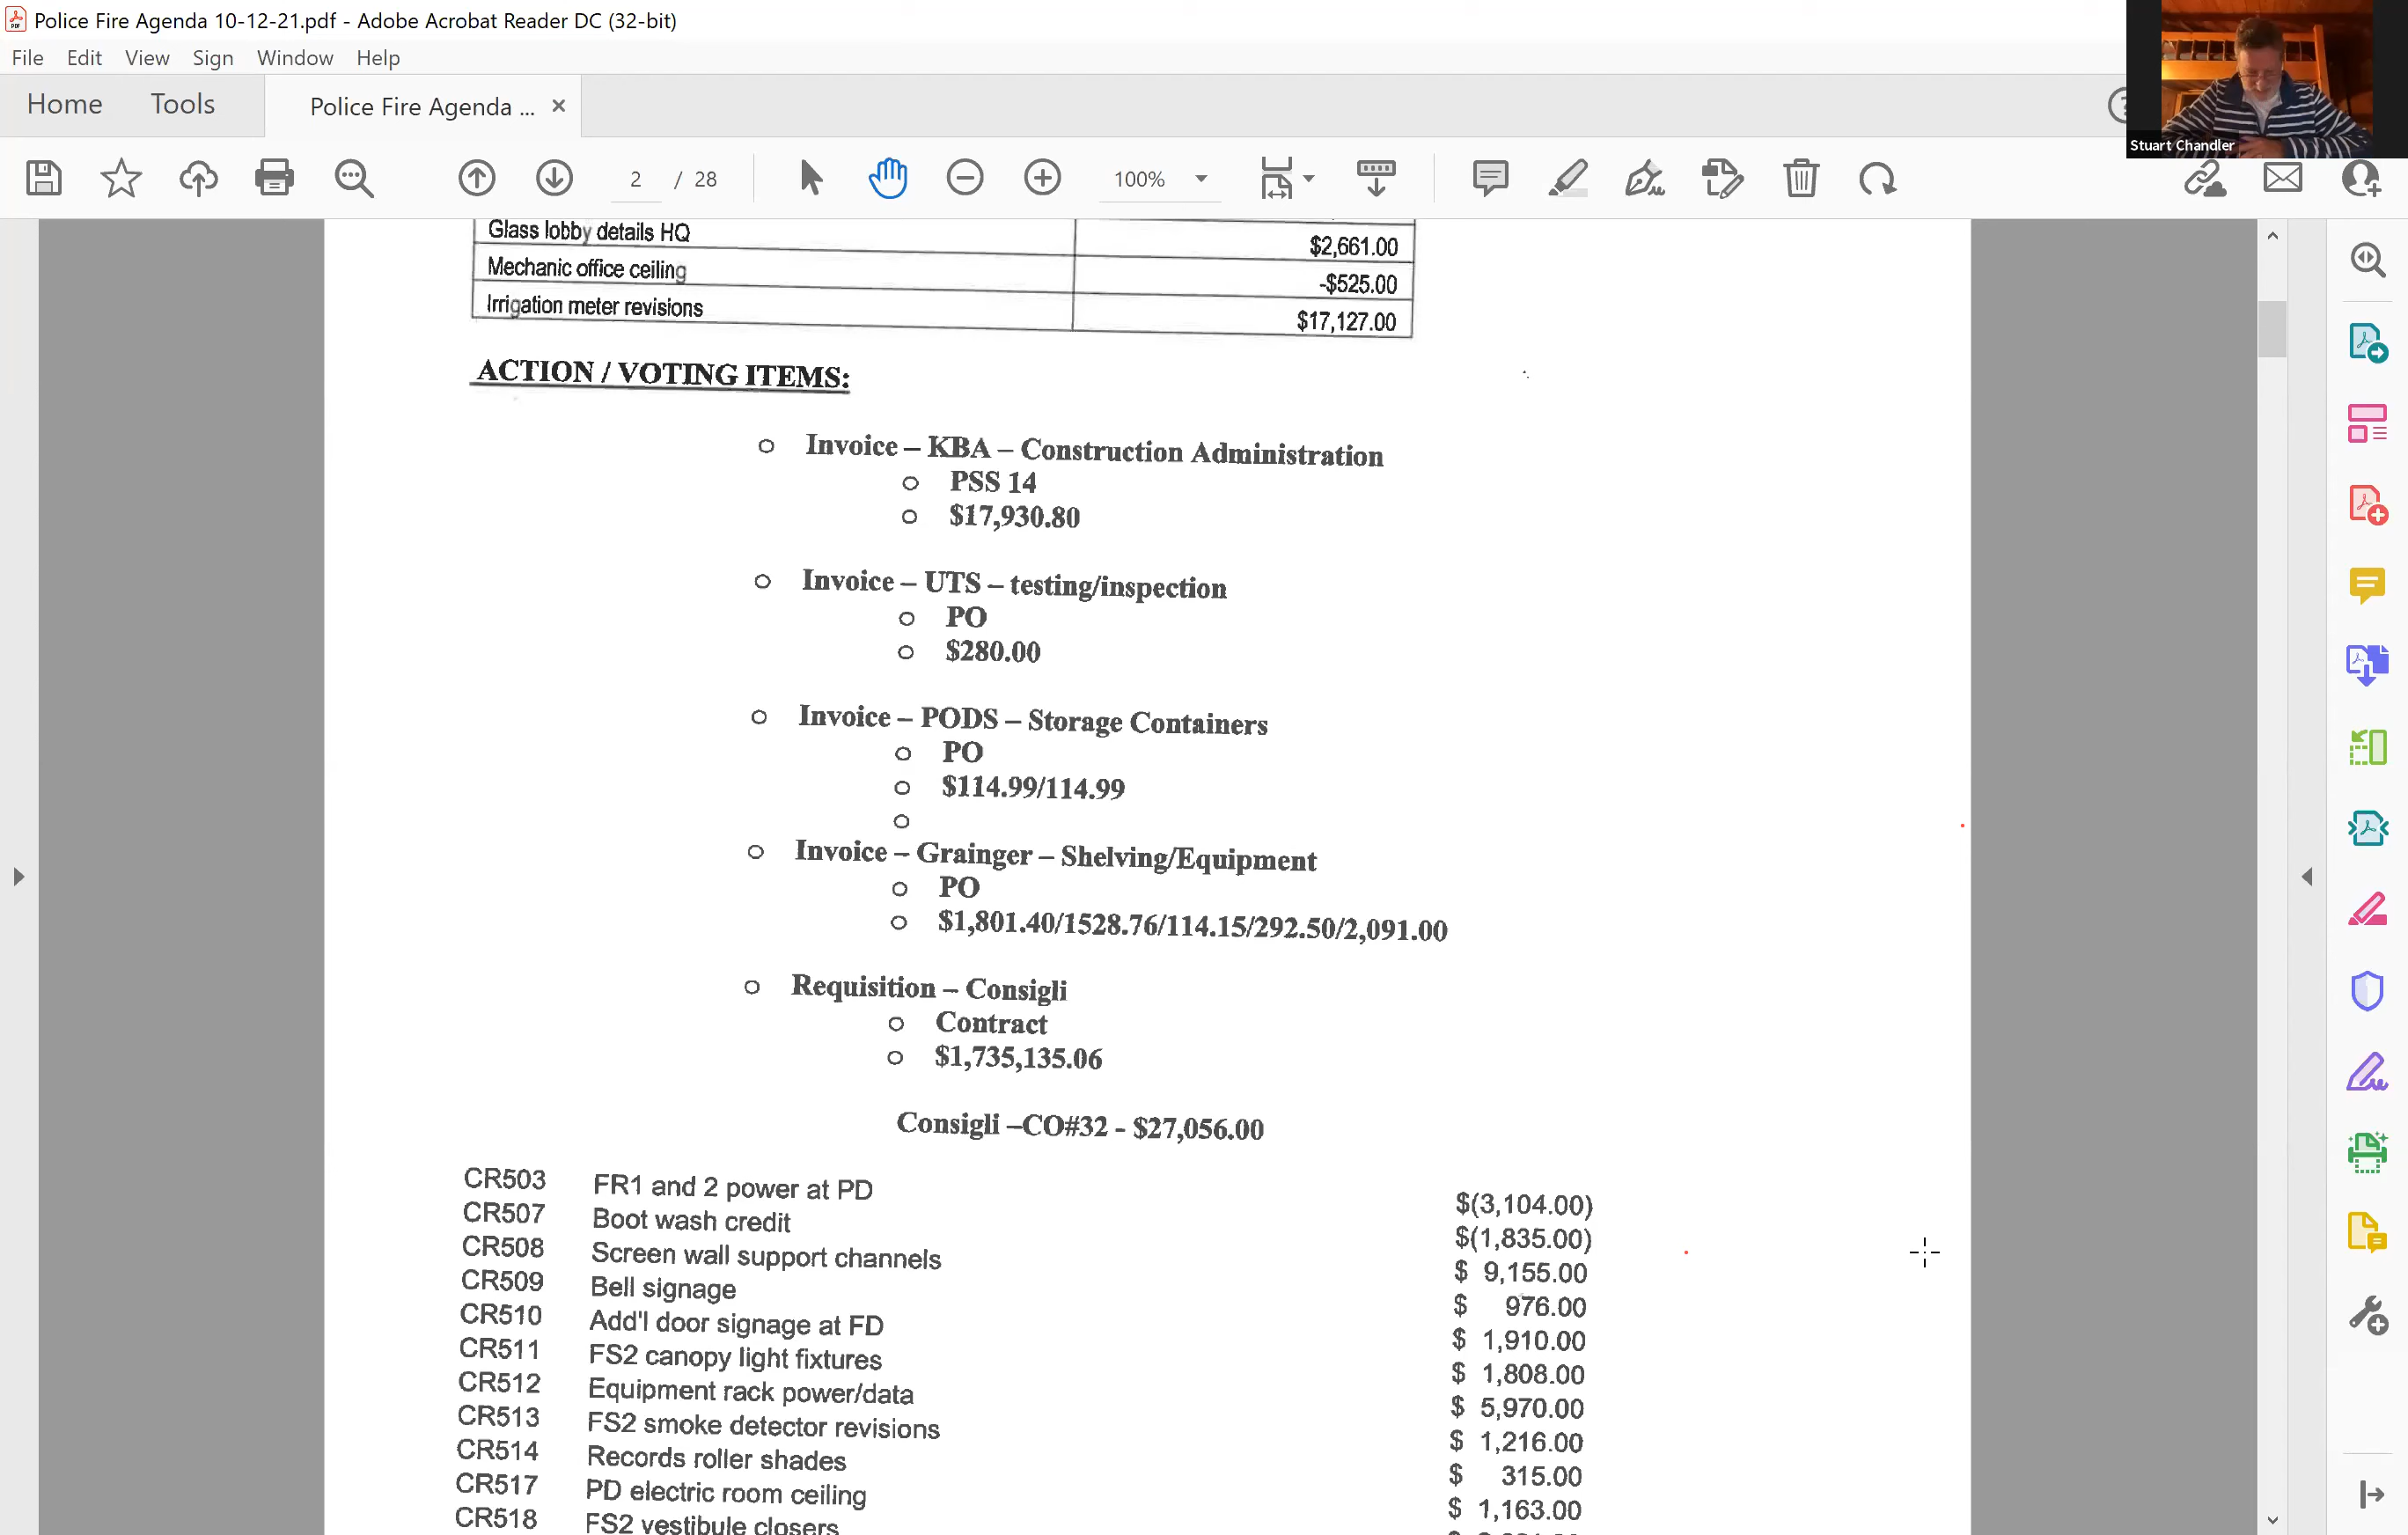 Police Fire Agenda 10-12-21.pdf - Adobe Acrobat Reader DC (32-bit)
File Edit View Sign Window Help
Home Tools Police Fire Agenda ... ×
2 / 28 100%
Stuart Chandler
Glass lobby details HQ $2,661.00
Mechanic office ceiling -$525.00
Irrigation meter revisions $17,127.00
ACTION / VOTING ITEMS:
Invoice – KBA – Construction Administration
PSS 14
$17,930.80
Invoice – UTS – testing/inspection
PO
$280.00
Invoice – PODS – Storage Containers
PO
$114.99/114.99
Invoice – Grainger – Shelving/Equipment
PO
$1,801.40/1528.76/114.15/292.50/2,091.00
Requisition – Consigli
Contract
$1,735,135.06
Consigli –CO#32 - $27,056.00
CR503 FR1 and 2 power at PD $(3,104.00)
CR507 Boot wash credit $(1,835.00)
CR508 Screen wall support channels $ 9,155.00
CR509 Bell signage $ 976.00
CR510 Add'l door signage at FD $ 1,910.00
CR511 FS2 canopy light fixtures $ 1,808.00
CR512 Equipment rack power/data $ 5,970.00
CR513 FS2 smoke detector revisions $ 1,216.00
CR514 Records roller shades $ 315.00
CR517 PD electric room ceiling $ 1,163.00
CR518 FS2 vestibule closers